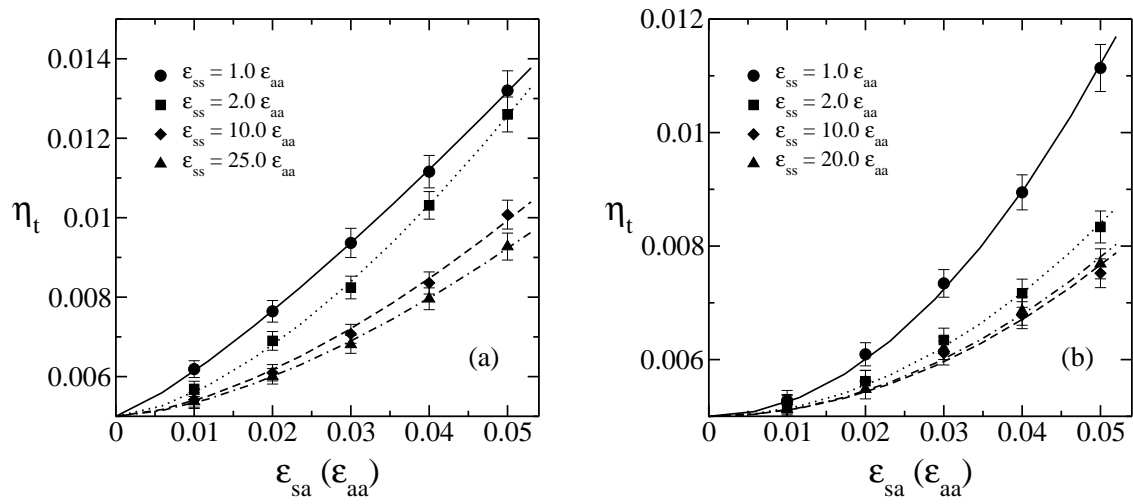 0.014
0.012
0.01
0.008
0.006
η_t
ε_ss = 1.0 ε_aa
ε_ss = 2.0 ε_aa
ε_ss = 10.0 ε_aa
ε_ss = 25.0 ε_aa
(a)
0 0.01 0.02 0.03 0.04 0.05
ε_sa (ε_aa)
0.012
0.01
0.008
0.006
η_t
ε_ss = 1.0 ε_aa
ε_ss = 2.0 ε_aa
ε_ss = 10.0 ε_aa
ε_ss = 20.0 ε_aa
(b)
0 0.01 0.02 0.03 0.04 0.05
ε_sa (ε_aa)